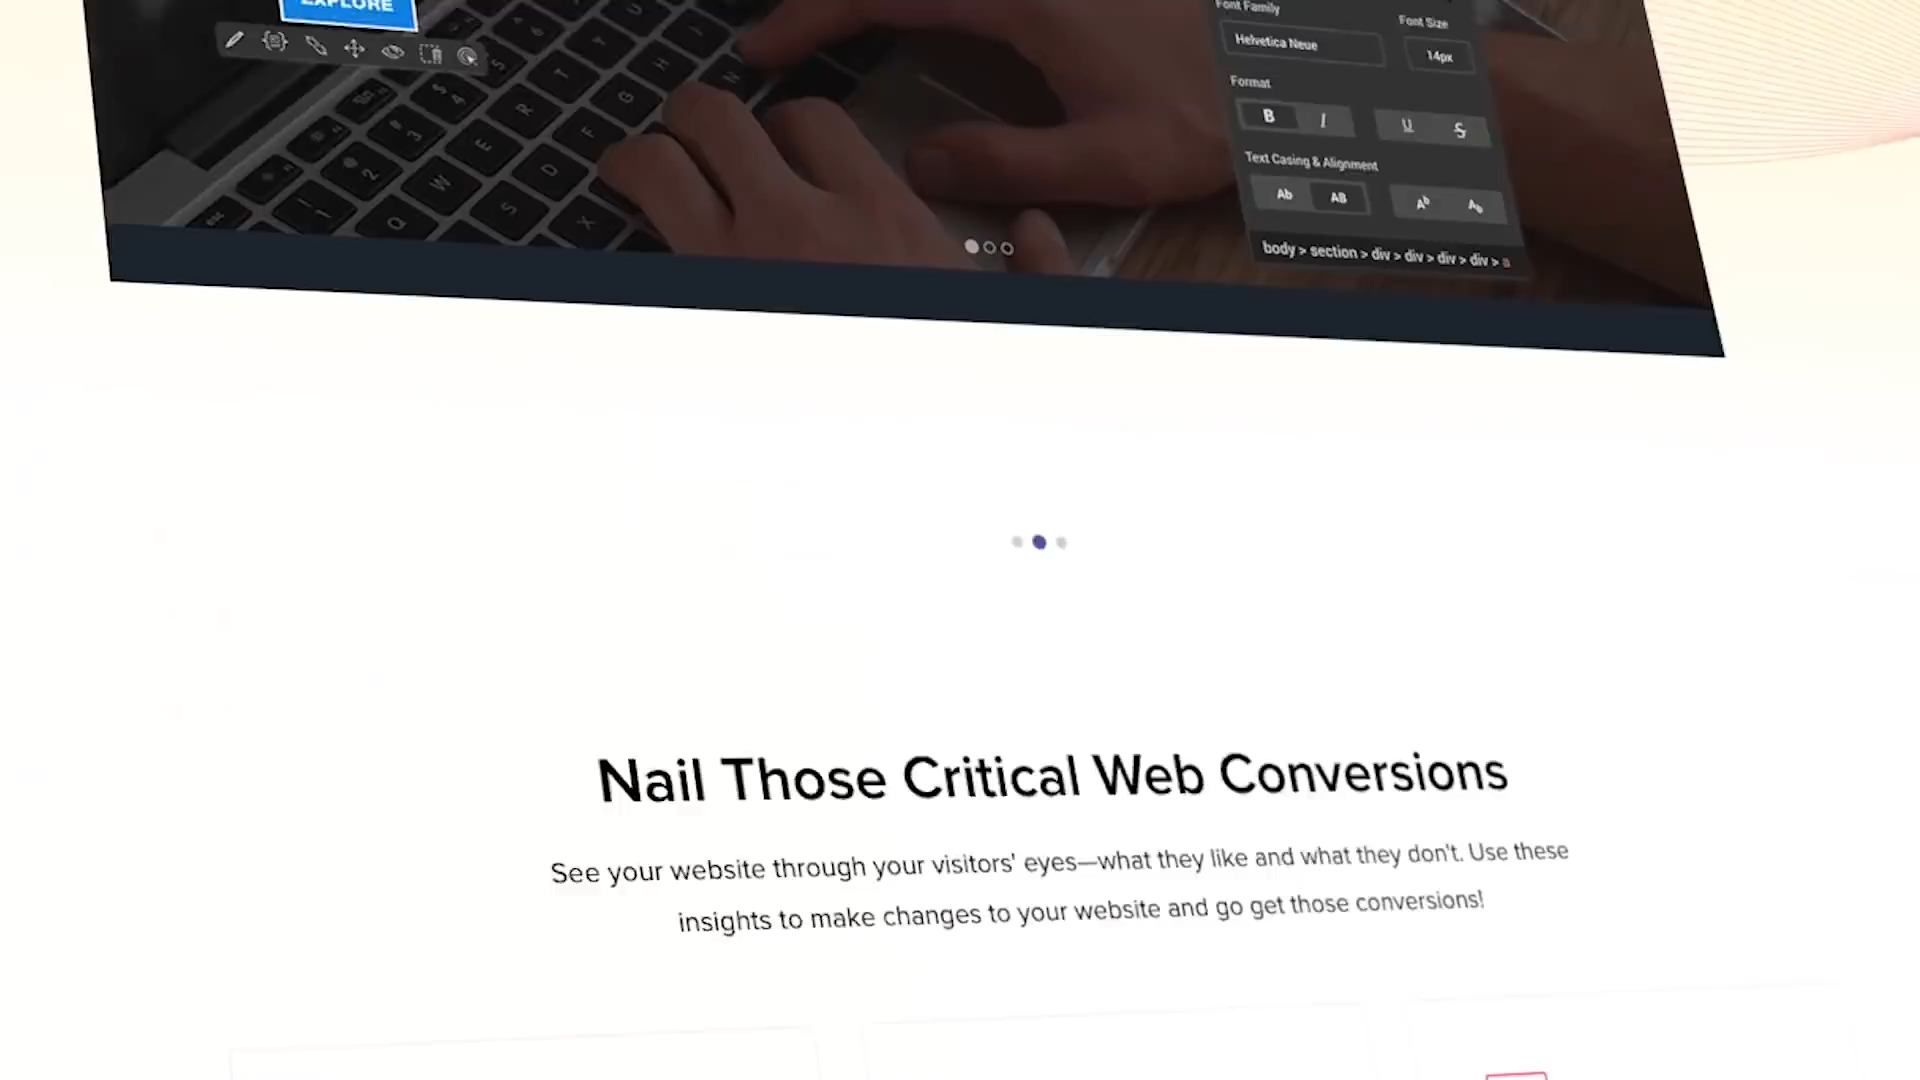 EXPLORE
Font Family
Font Size
Helvetica Neue
14px
Format
B I U S
Text Casing & Alignment
Ab AB Ab Ab
body > section > div > div > div > div > a
Nail Those Critical Web Conversions
See your website through your visitors' eyes—what they like and what they don't. Use these
insights to make changes to your website and go get those conversions!